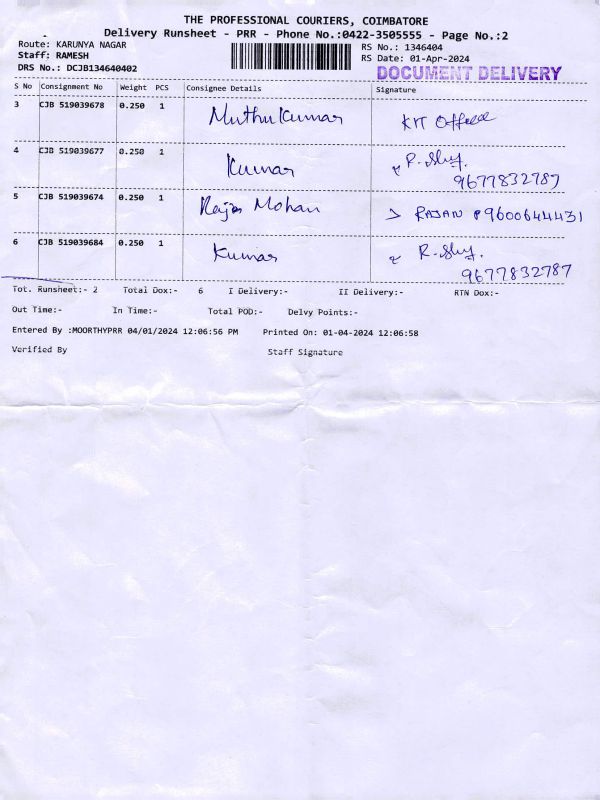 THE PROFESSIONAL COURIERS, COIMBATORE
Delivery Runsheet - PRR - Phone No.:0422-3505555 - Page No.:2
Route: KARUNYA NAGAR
RS No.: 1346404
Staff: RAMESH
RS Date: 01-Apr-2024
DRS No.: DCJB134640402
DOCUMENT DELIVERY
S No Consignment No Weight PCS Consignee Details Signature
3 CJB 519039678 0.250 1 Muthu Kumar KIT Office
4 CJB 519039677 0.250 1 Kumar R.
9677832787
5 CJB 519039674 0.250 1 Raja Mohan RAJAN 9600644431
6 CJB 519039684 0.250 1 Kumar R.
9677832787
Tot. Runsheet:- 2 Total Dox:- 6 I Delivery:- II Delivery:- RTN Dox:-
Out Time:- In Time:- Total POD:- Delvy Points:-
Entered By :MOORTHYPRR 04/01/2024 12:06:56 PM Printed On: 01-04-2024 12:06:58
Verified By Staff Signature